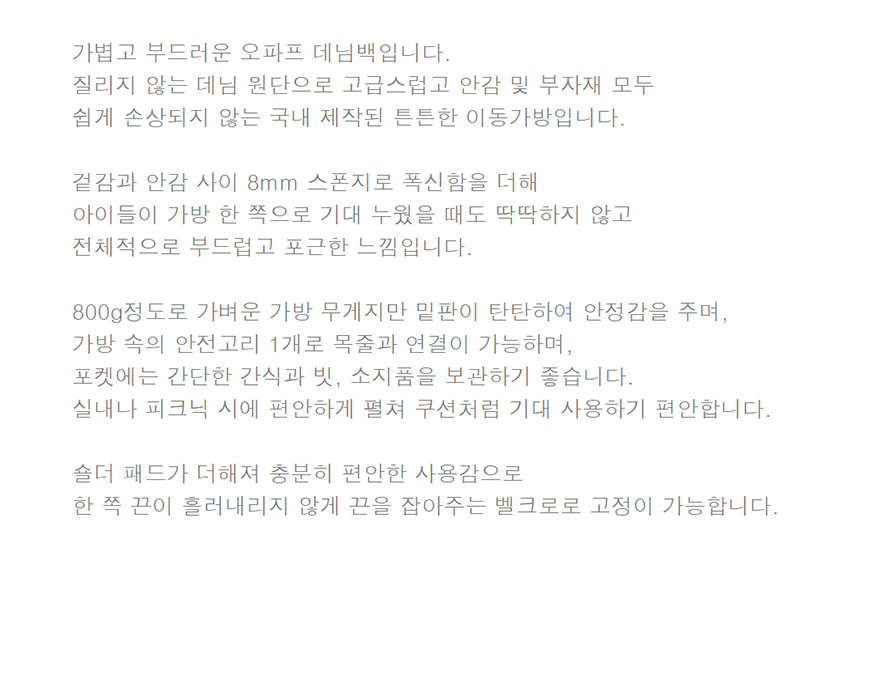 가볍고 부드러운 오파프 데님백입니다.
질리지 않는 데님 원단으로 고급스럽고 안감 및 부자재 모두
쉽게 손상되지 않는 국내 제작된 튼튼한 이동가방입니다.
겉감과 안감 사이 8mm 스폰지로 폭신함을 더해
아이들이 가방 한 쪽으로 기대 누웠을 때도 딱딱하지 않고
전체적으로 부드럽고 포근한 느낌입니다.
800g정도로 가벼운 가방 무게지만 밑판이 탄탄하여 안정감을 주며,
가방 속의 안전고리 1개로 목줄과 연결이 가능하며,
포켓에는 간단한 간식과 빗, 소지품을 보관하기 좋습니다.
실내나 피크닉 시에 편안하게 펼쳐 쿠션처럼 기대 사용하기 편안합니다.
숄더 패드가 더해져 충분히 편안한 사용감으로
한 쪽 끈이 흘러내리지 않게 끈을 잡아주는 벨크로로 고정이 가능합니다.